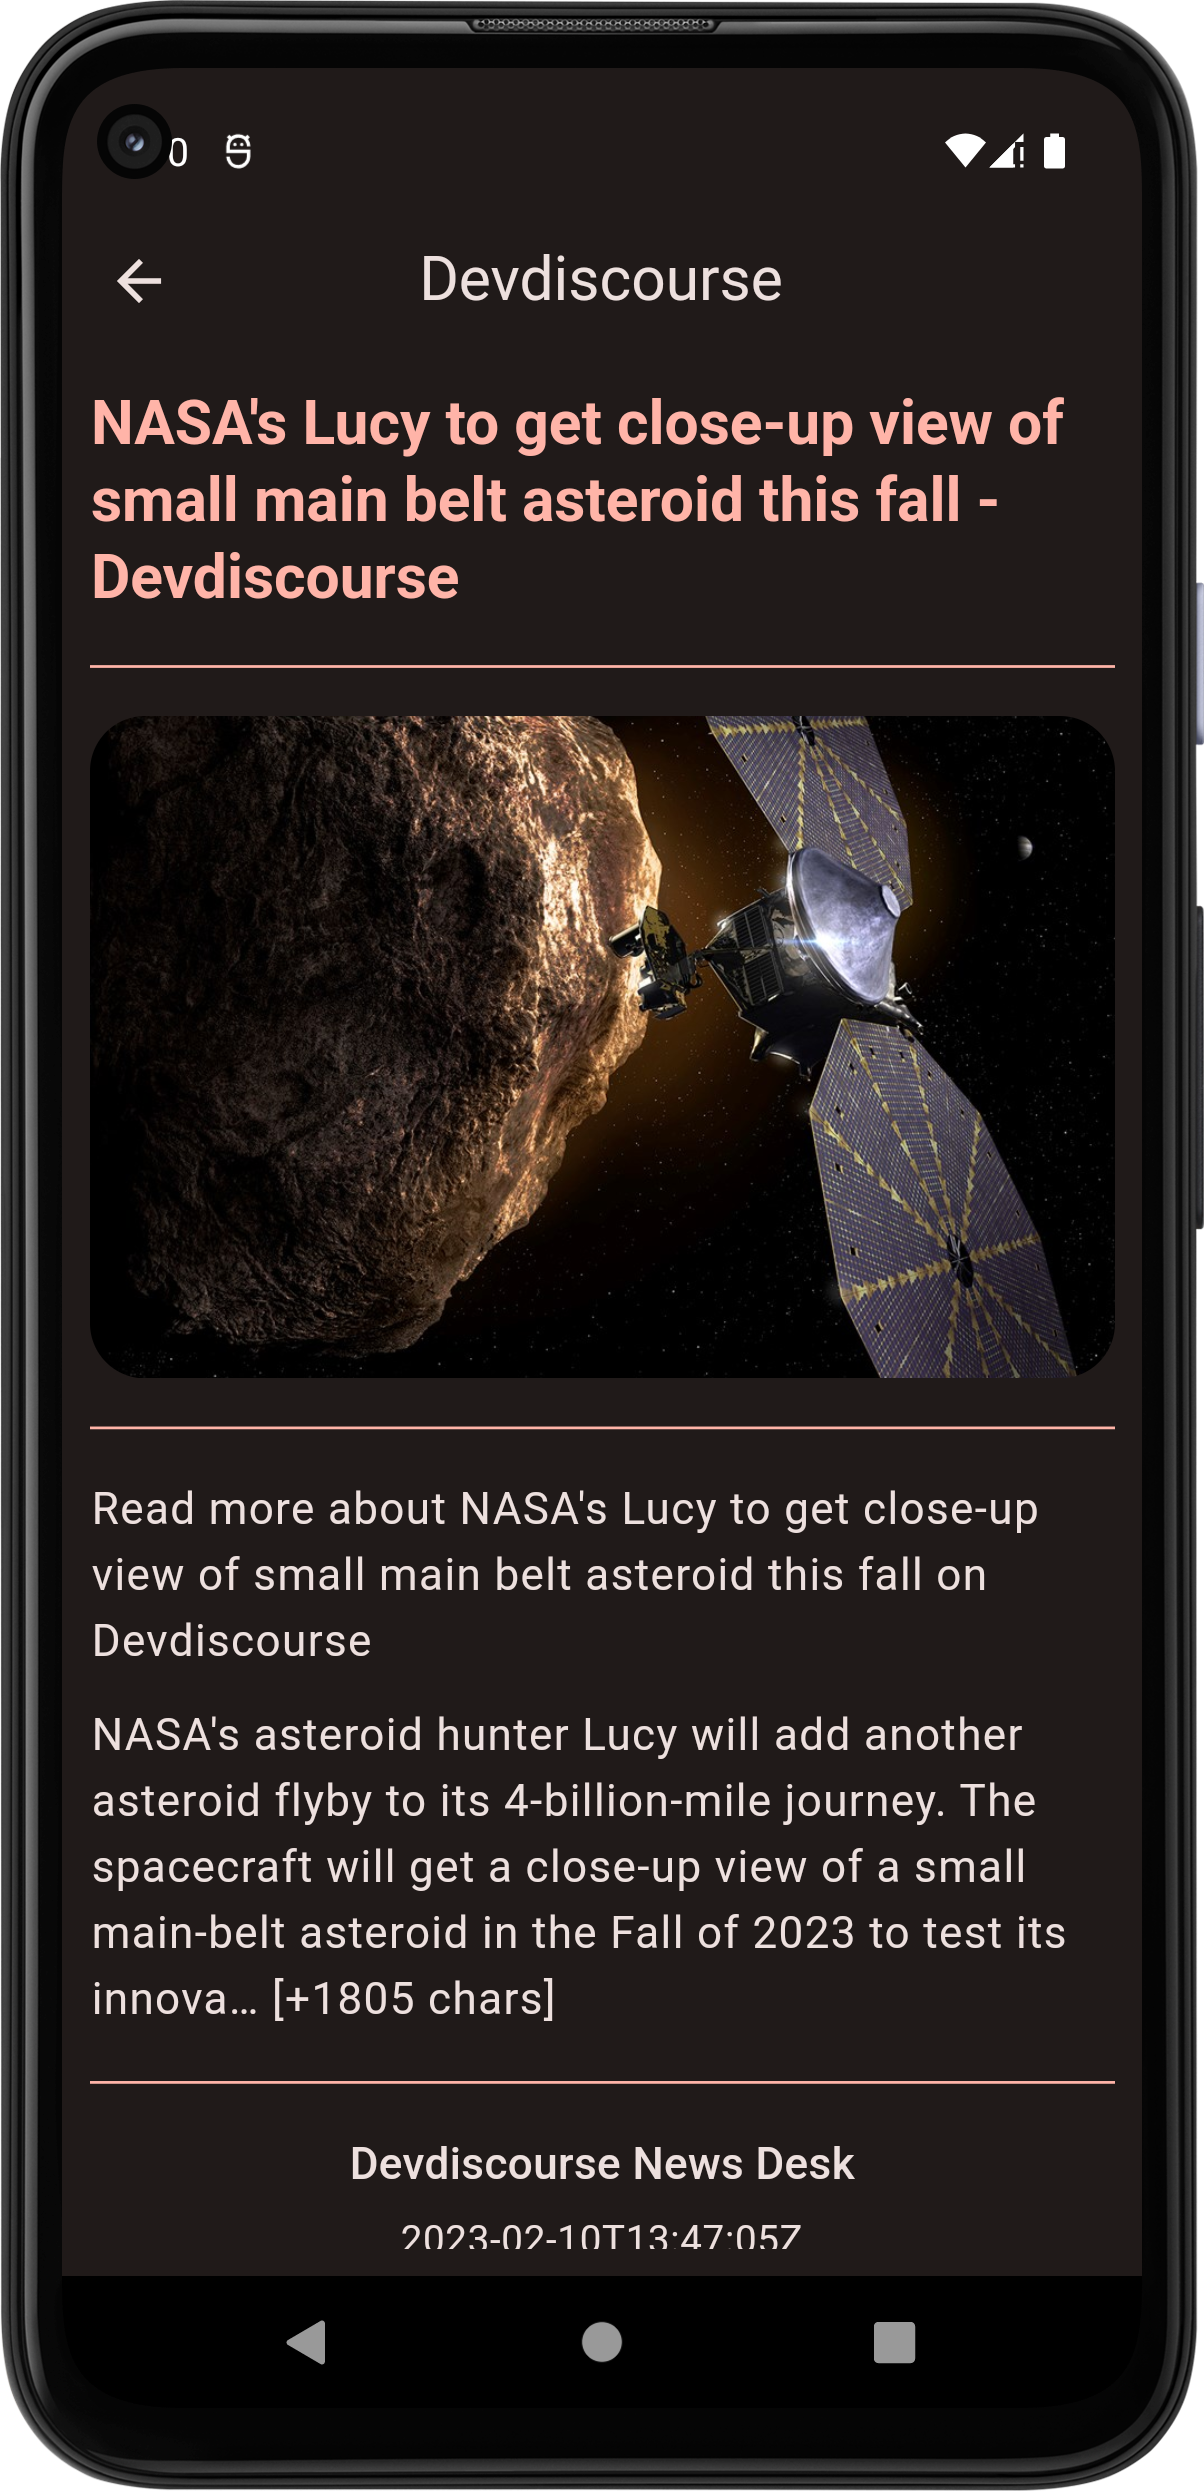 0
Devdiscourse
NASA's Lucy to get close-up view of
small main belt asteroid this fall -
Devdiscourse
Read more about NASA's Lucy to get close-up
view of small main belt asteroid this fall on
Devdiscourse
NASA's asteroid hunter Lucy will add another
asteroid flyby to its 4-billion-mile journey. The
spacecraft will get a close-up view of a small
main-belt asteroid in the Fall of 2023 to test its
innova… [+1805 chars]
Devdiscourse News Desk
2023-02-10T13:47:05Z